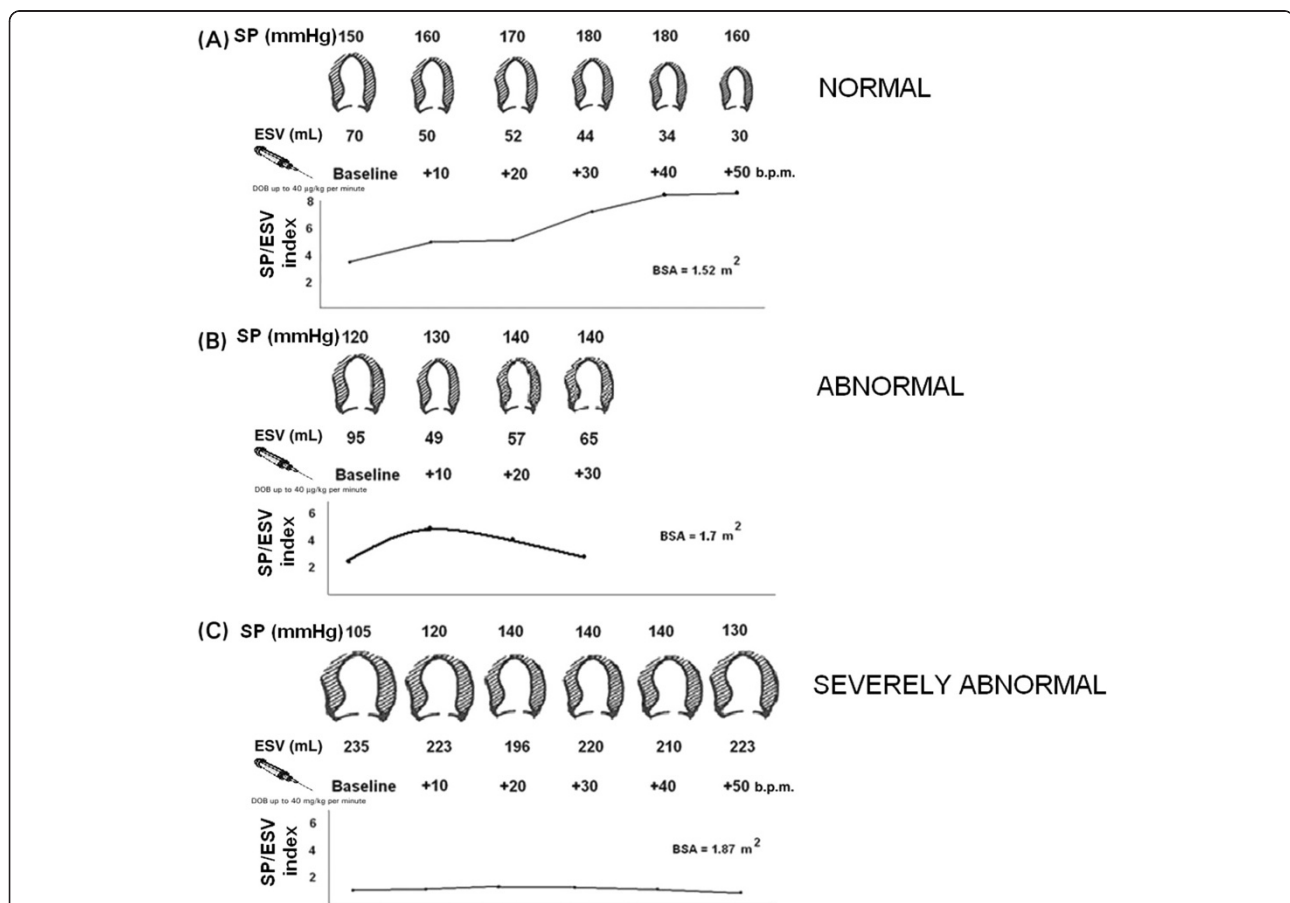 (A) SP (mmHg) 150 160 170 180 180 160
NORMAL
ESV (mL) 70 50 52 44 34 30
Baseline +10 +20 +30 +40 +50 b.p.m.
DOB up to 40 µg/kg per minute
SP/ESV
index
8
6
4
2
BSA = 1.52 m²
(B) SP (mmHg) 120 130 140 140
ABNORMAL
ESV (mL) 95 49 57 65
Baseline +10 +20 +30
DOB up to 40 µg/kg per minute
SP/ESV
index
6
4
2
BSA = 1.7 m²
(C) SP (mmHg) 105 120 140 140 140 130
SEVERELY ABNORMAL
ESV (mL) 235 223 196 220 210 223
Baseline +10 +20 +30 +40 +50 b.p.m.
DOB up to 40 mg/kg per minute
SP/ESV
index
6
4
2
BSA = 1.87 m²